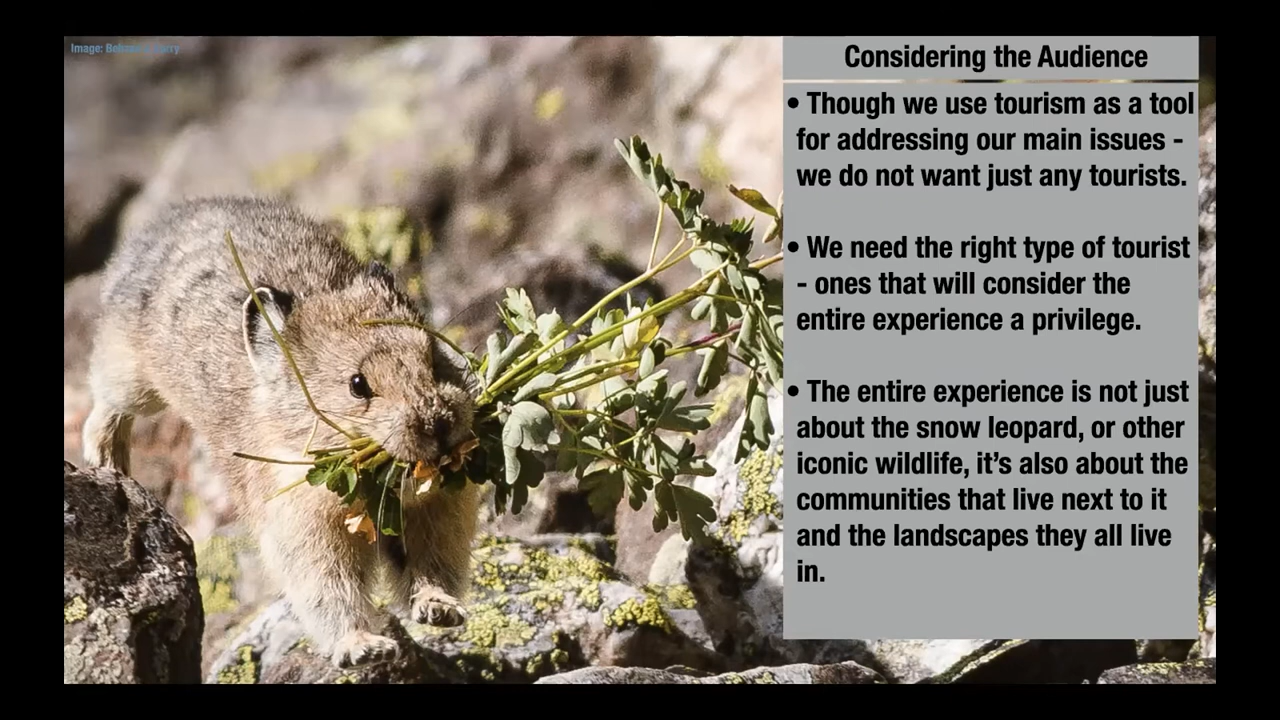 Image:
Considering the Audience
• Though we use tourism as a tool
for addressing our main issues -
we do not want just any tourists.
• We need the right type of tourist
- ones that will consider the
entire experience a privilege.
• The entire experience is not just
about the snow leopard, or other
iconic wildlife, it’s also about the
communities that live next to it
and the landscapes they all live
in.